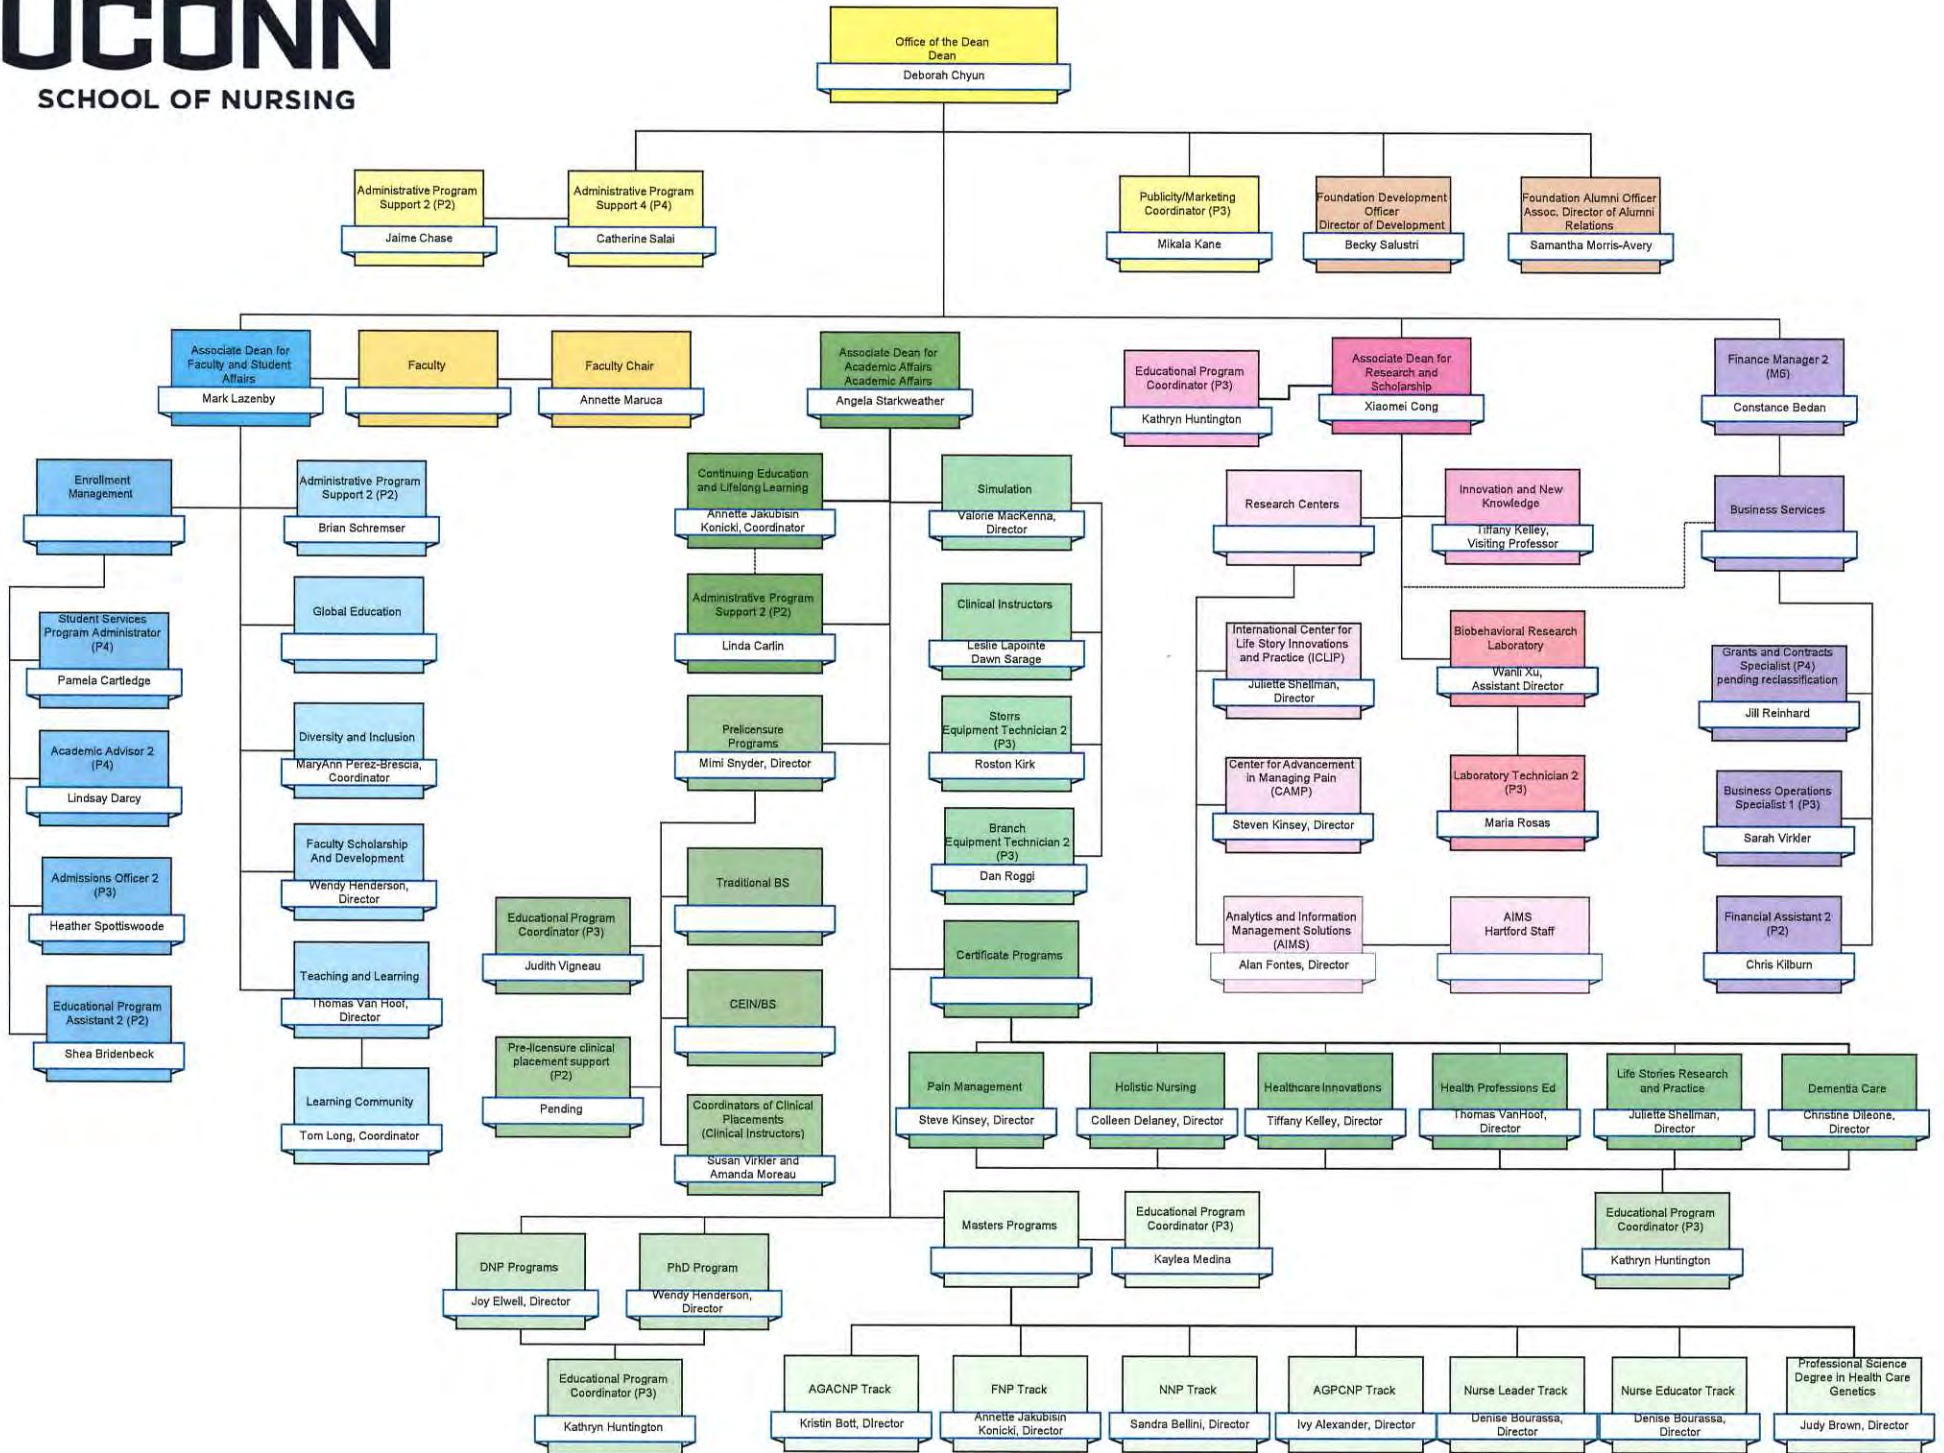 UCONN
SCHOOL OF NURSING
Office of the Dean
Dean
Deborah Chyun
Administrative Program
Support 2 (P2)
Jaime Chase
Administrative Program
Support 4 (P4)
Catherine Salai
Publicity/Marketing
Coordinator (P3)
Mikala Kane
Foundation Development
Officer
Director of Development
Becky Salustri
Foundation Alumni Officer
Assoc. Director of Alumni
Relations
Samantha Morris-Avery
Associate Dean for
Faculty and Student
Affairs
Mark Lazenby
Faculty
Faculty Chair
Annette Maruca
Associate Dean for
Academic Affairs
Academic Affairs
Angela Starkweather
Educational Program
Coordinator (P3)
Kathryn Huntington
Associate Dean for
Research and
Scholarship
Xiaomei Cong
Finance Manager 2
(M6)
Constance Bedan
Enrollment
Management
Administrative Program
Support 2 (P2)
Brian Schremser
Global Education
Diversity and Inclusion
MaryAnn Perez-Brescia,
Coordinator
Faculty Scholarship
And Development
Wendy Henderson,
Director
Teaching and Learning
Thomas Van Hoof,
Director
Learning Community
Tom Long, Coordinator
Student Services
Program Administrator
(P4)
Pamela Cartledge
Academic Advisor 2
(P4)
Lindsay Darcy
Admissions Officer 2
(P3)
Heather Spottiswoode
Educational Program
Assistant 2 (P2)
Shea Bridenbeck
Continuing Education
and Lifelong Learning
Annette Jakubisin
Konicki, Coordinator
Administrative Program
Support 2 (P2)
Linda Carlin
Prelicensure
Programs
Mimi Snyder, Director
Traditional BS
CEIN/BS
Coordinators of Clinical
Placements
(Clinical Instructors)
Susan Virkler and
Amanda Moreau
Educational Program
Coordinator (P3)
Judith Vigneau
Pre-licensure clinical
placement support
(P2)
Pending
Simulation
Valorie MacKenna,
Director
Clinical Instructors
Leslie Lapointe
Dawn Sarage
Storrs
Equipment Technician 2
(P3)
Roston Kirk
Branch
Equipment Technician 2
(P3)
Dan Roggi
Certificate Programs
Research Centers
Innovation and New
Knowledge
Tiffany Kelley,
Visiting Professor
International Center for
Life Story Innovations
and Practice (ICLIP)
Juliette Shellman,
Director
Center for Advancement
in Managing Pain
(CAMP)
Steven Kinsey, Director
Analytics and Information
Management Solutions
(AIMS)
Alan Fontes, Director
Biobehavioral Research
Laboratory
Wanli Xu,
Assistant Director
Laboratory Technician 2
(P3)
Maria Rosas
AIMS
Hartford Staff
Business Services
Grants and Contracts
Specialist (P4)
pending reclassification
Jill Reinhard
Business Operations
Specialist 1 (P3)
Sarah Virkler
Financial Assistant 2
(P2)
Chris Kilburn
Pain Management
Steve Kinsey, Director
Holistic Nursing
Colleen Delaney, Director
Healthcare Innovations
Tiffany Kelley, Director
Health Professions Ed
Thomas VanHoof,
Director
Life Stories Research
and Practice
Juliette Shellman,
Director
Dementia Care
Christine Dileone,
Director
Educational Program
Coordinator (P3)
Kathryn Huntington
Masters Programs
Educational Program
Coordinator (P3)
Kaylea Medina
DNP Programs
Joy Elwell, Director
PhD Program
Wendy Henderson,
Director
Educational Program
Coordinator (P3)
Kathryn Huntington
AGACNP Track
Kristin Bott, Director
FNP Track
Annette Jakubisin
Konicki, Director
NNP Track
Sandra Bellini, Director
AGPCNP Track
Ivy Alexander, Director
Nurse Leader Track
Denise Bourassa,
Director
Nurse Educator Track
Denise Bourassa,
Director
Professional Science
Degree in Health Care
Genetics
Judy Brown, Director